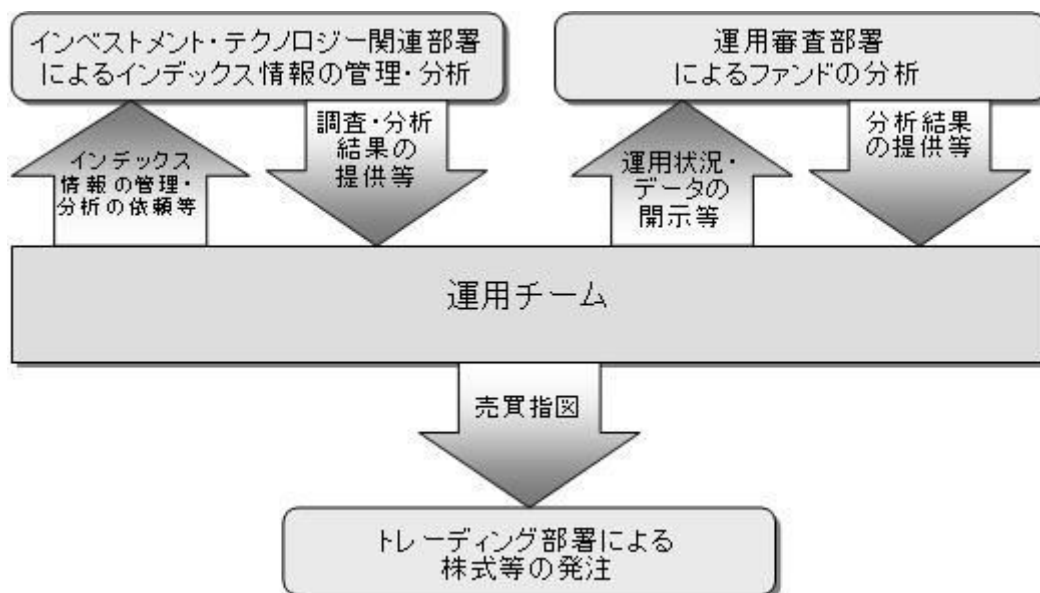 インベストメント・テクノロジー関連部署
によるインデックス情報の管理・分析
運用審査部署
によるファンドの分析
インデックス
情報の管理・
分析の依頼等
調査・分析
結果の
提供等
運用状況・
データの
開示等
分析結果
の提供等
運用チーム
売買指図
トレーディング部署による
株式等の発注